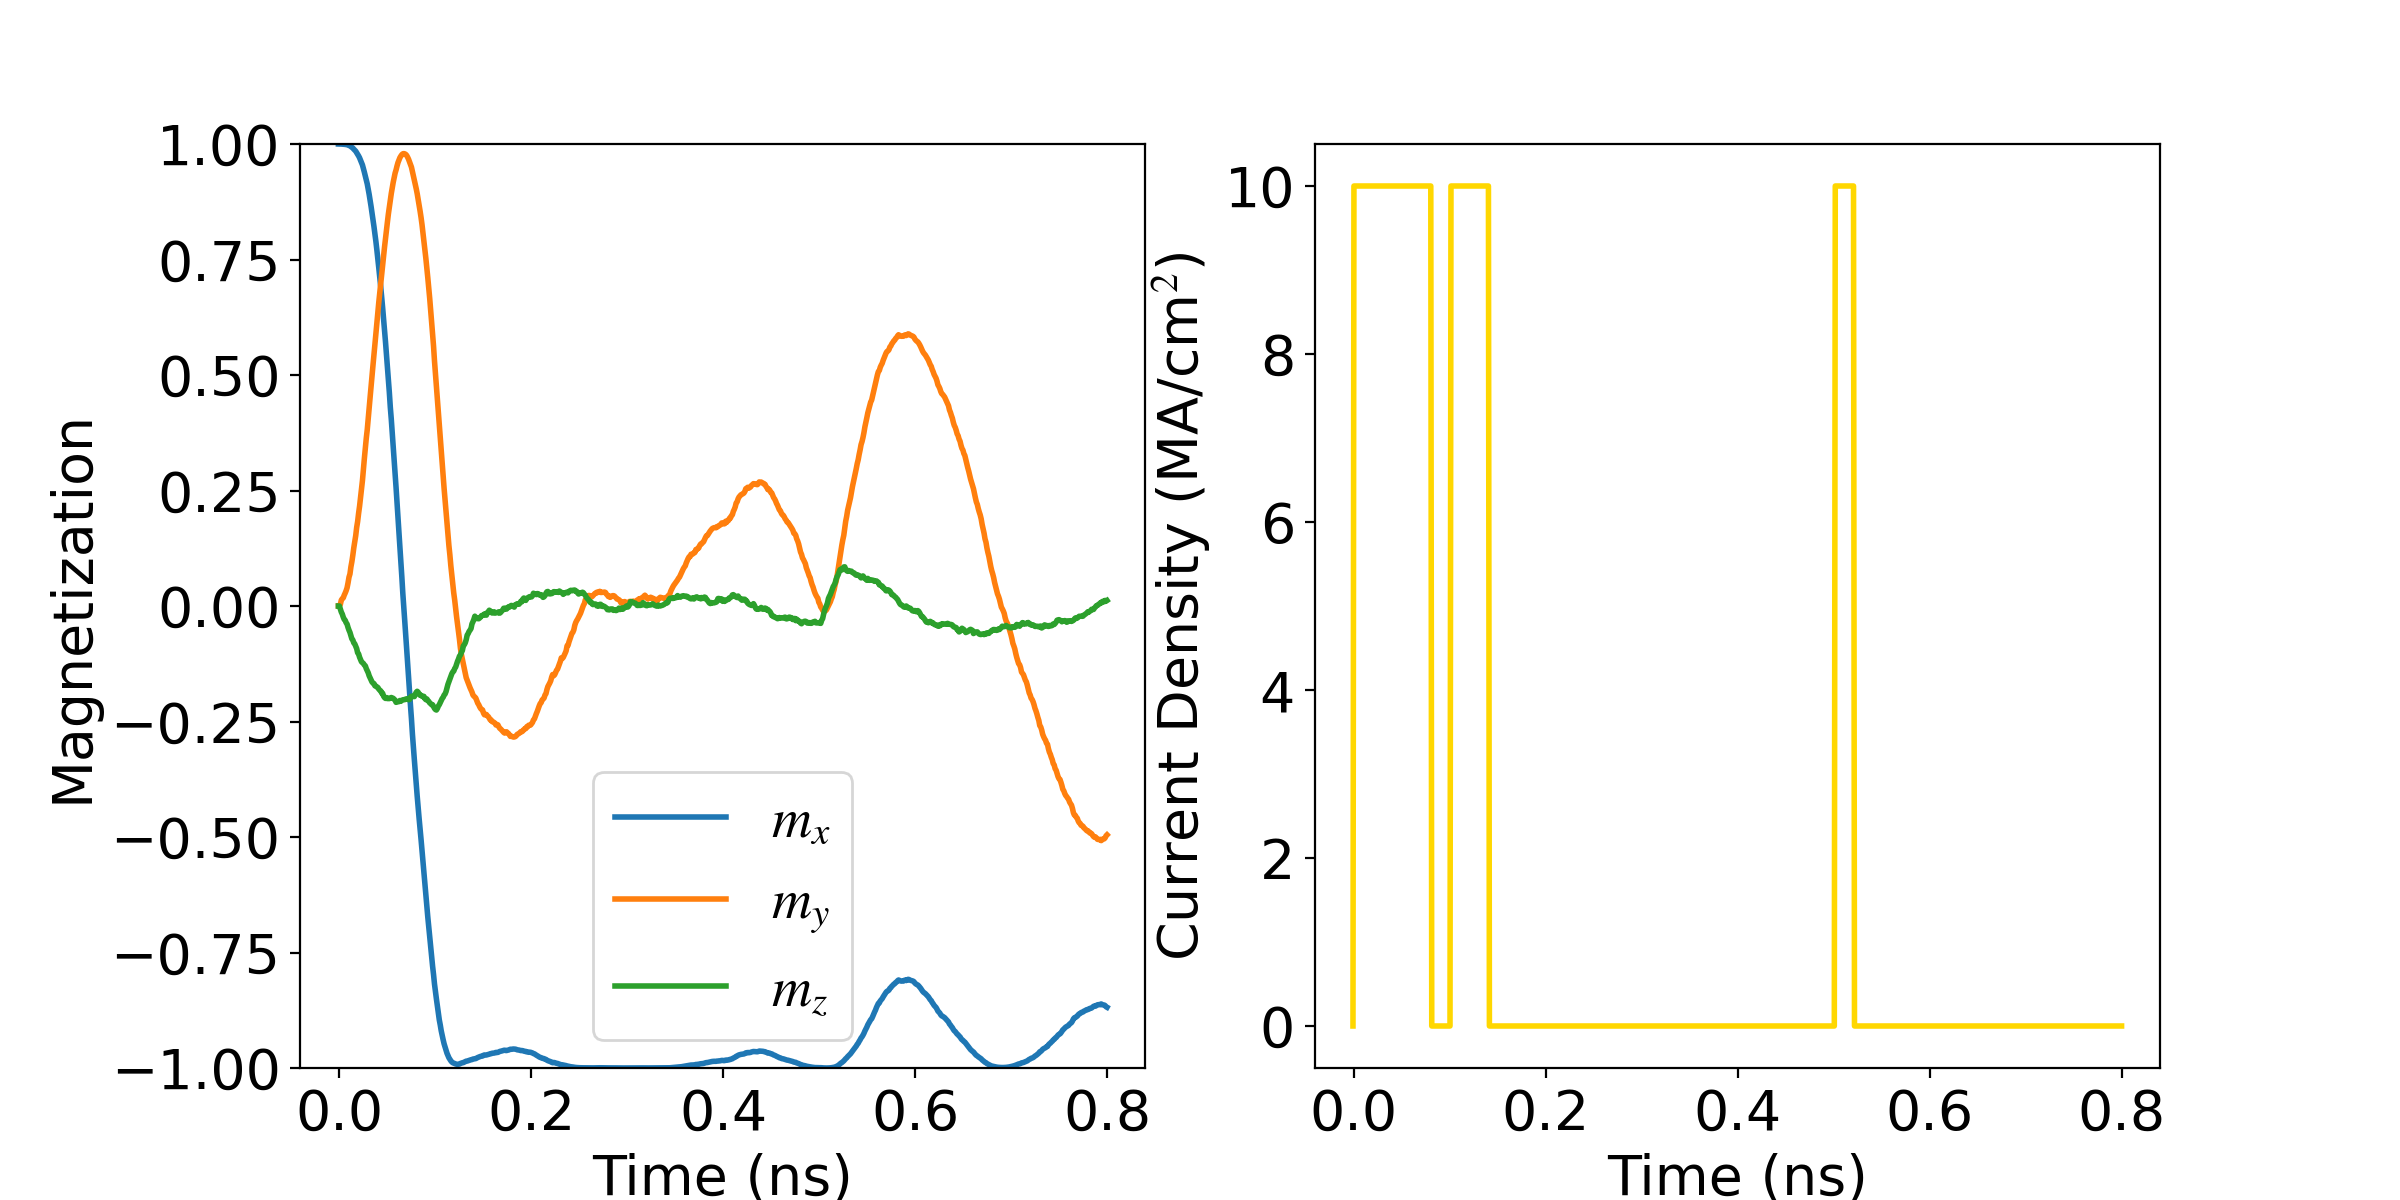 Magnetization
1.00
0.75
0.50
0.25
0.00
−0.25
−0.50
−0.75
−1.00
0.0 0.2 0.4 0.6 0.8
Time (ns)
m_x
m_y
m_z
Current Density (MA/cm²)
10
8
6
4
2
0
0.0 0.2 0.4 0.6 0.8
Time (ns)